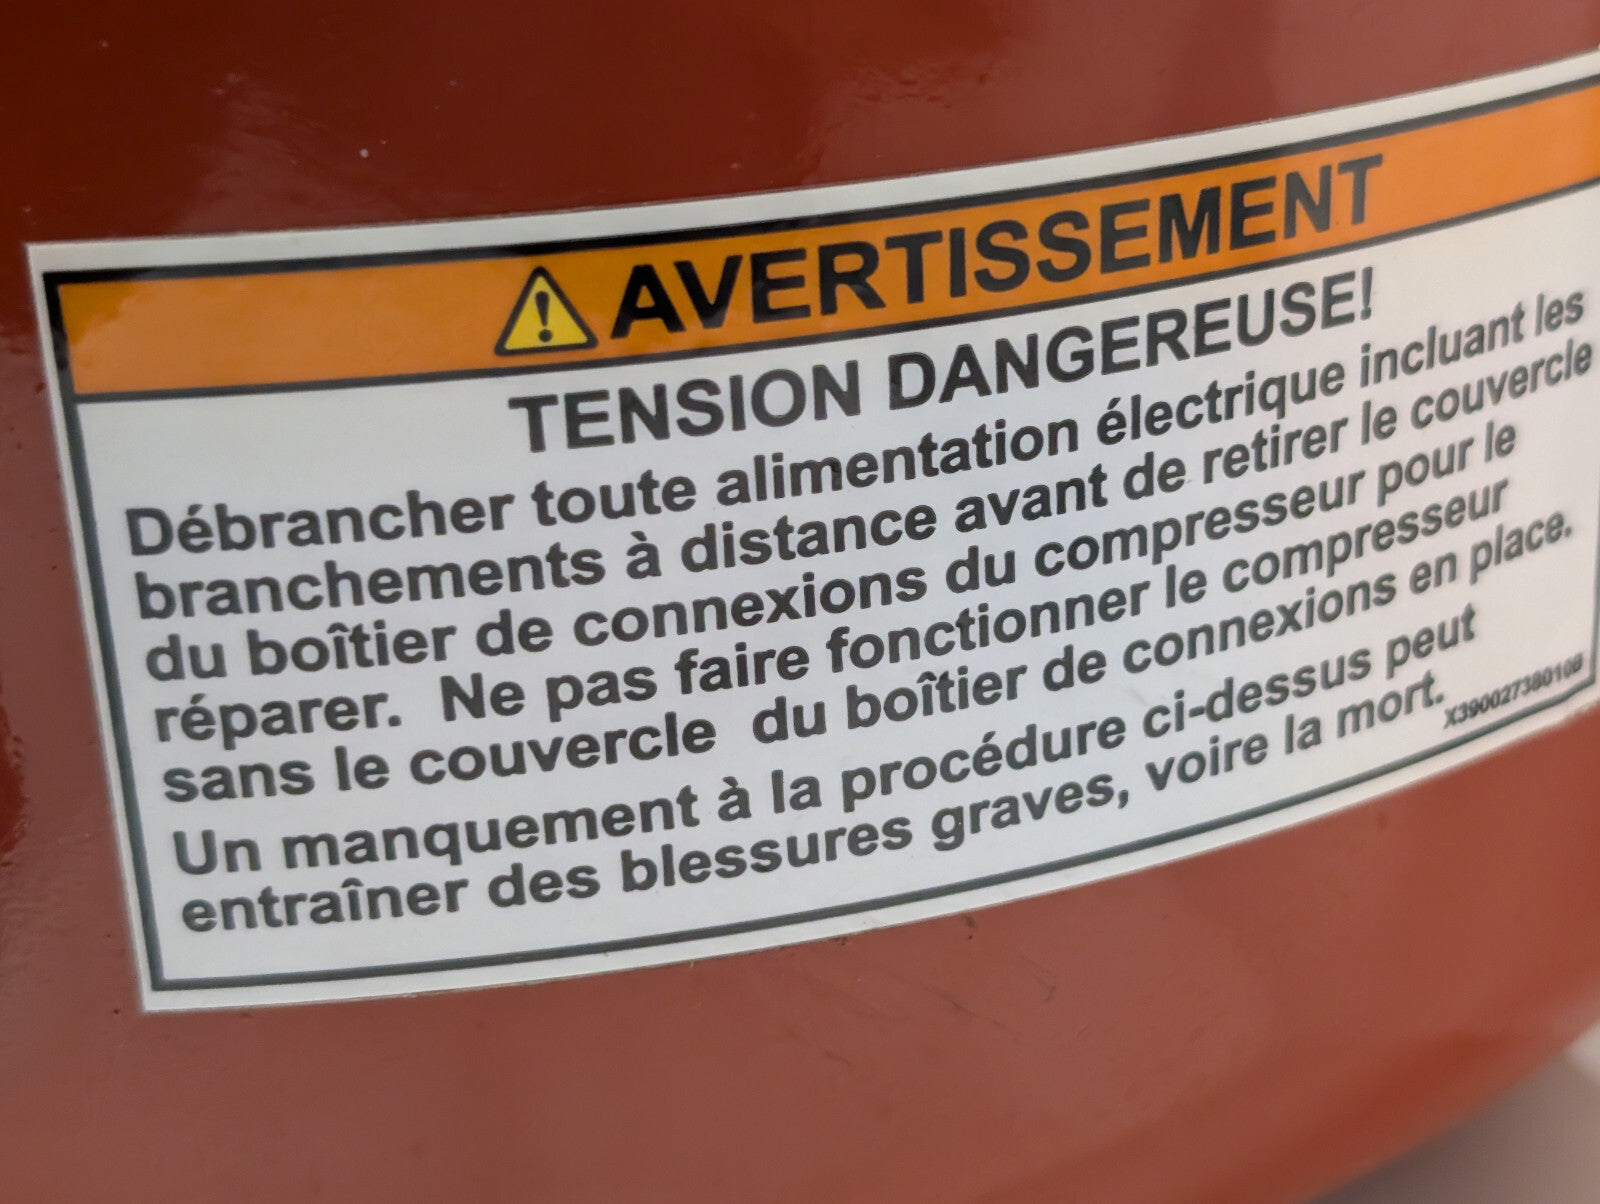 AVERTISSEMENT
TENSION DANGEREUSE!
Débrancher toute alimentation électrique incluant les
branchements à distance avant de retirer le couvercle
du boîtier de connexions du compresseur pour le
réparer. Ne pas faire fonctionner le compresseur
sans le couvercle du boîtier de connexions en place.
Un manquement à la procédure ci-dessus peut
entraîner des blessures graves, voire la mort.
X39002738010B